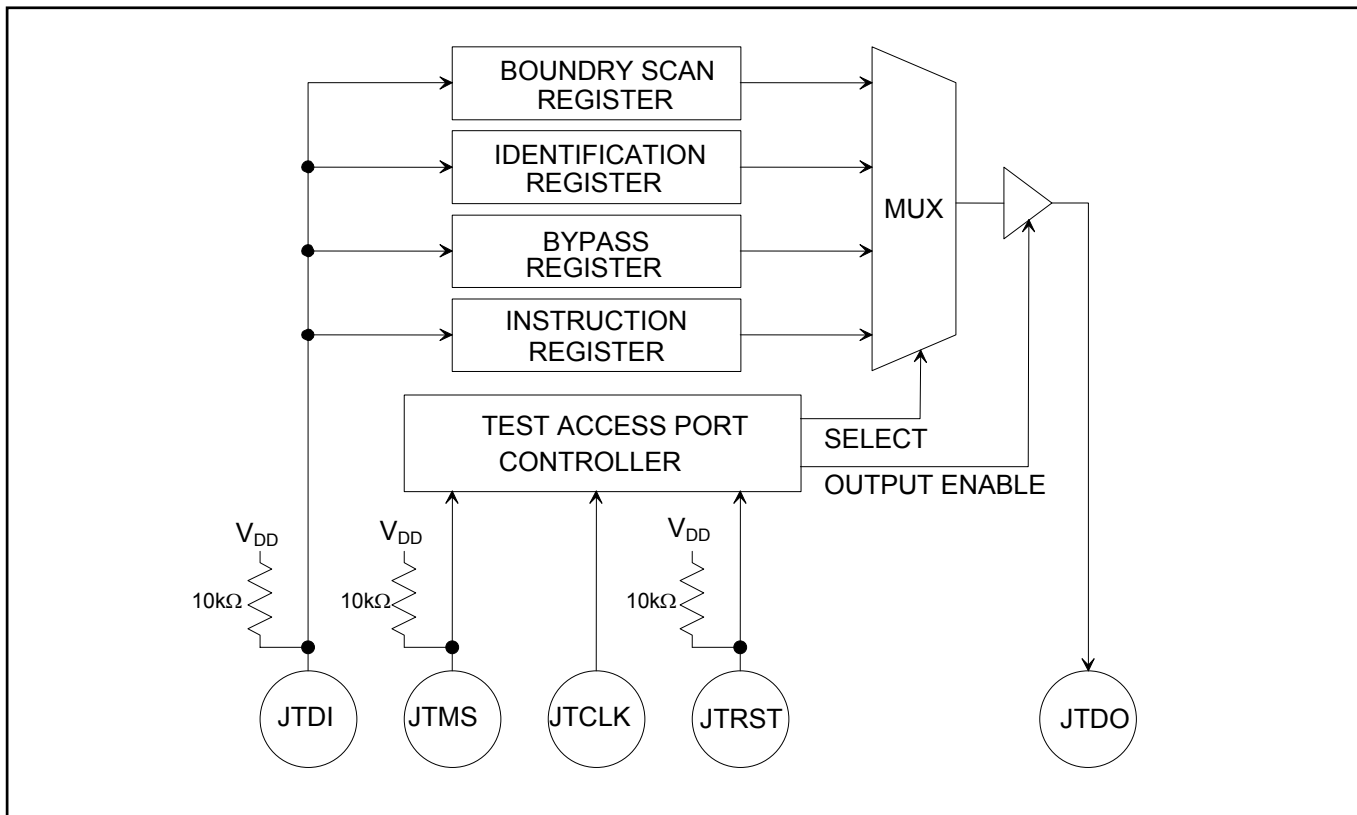 BOUNDRY SCAN
REGISTER
IDENTIFICATION
REGISTER
BYPASS
REGISTER
INSTRUCTION
REGISTER
MUX
TEST ACCESS PORT
CONTROLLER
SELECT
OUTPUT ENABLE
VDD
10kΩ
VDD
10kΩ
VDD
10kΩ
JTDI
JTMS
JTCLK
JTRST
JTDO